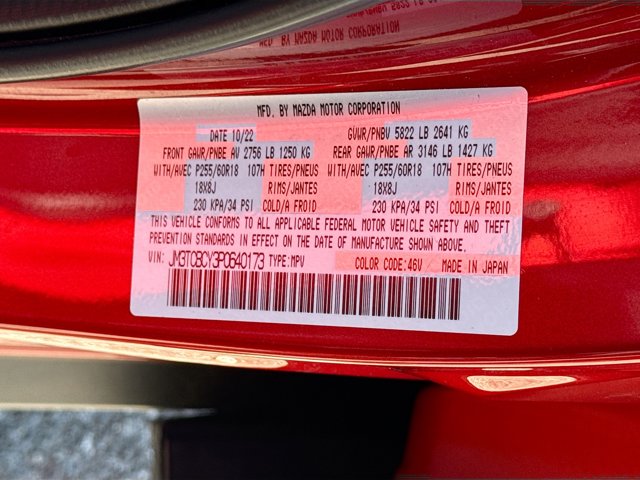 MFD. BY MAZDA MOTOR CORPORATION
DATE 10/22 GVWR/PNBV 5822 LB 2641 KG
FRONT GAWR/PNBE AV 2756 LB 1250 KG REAR GAWR/PNBE AR 3146 LB 1427 KG
WITH/AVEC P255/60R18 107H TIRES/PNEUS WITH/AVEC P255/60R18 107H TIRES/PNEUS
18X8J RIMS/JANTES 18X8J RIMS/JANTES
230 KPA/34 PSI COLD/A FROID 230 KPA/34 PSI COLD/A FROID
THIS VEHICLE CONFORMS TO ALL APPLICABLE FEDERAL MOTOR VEHICLE SAFETY AND THEFT
PREVENTION STANDARDS IN EFFECT ON THE DATE OF MANUFACTURE SHOWN ABOVE.
VIN: JM3TCBCY3P0640173 TYPE:MPV COLOR CODE:46V MADE IN JAPAN